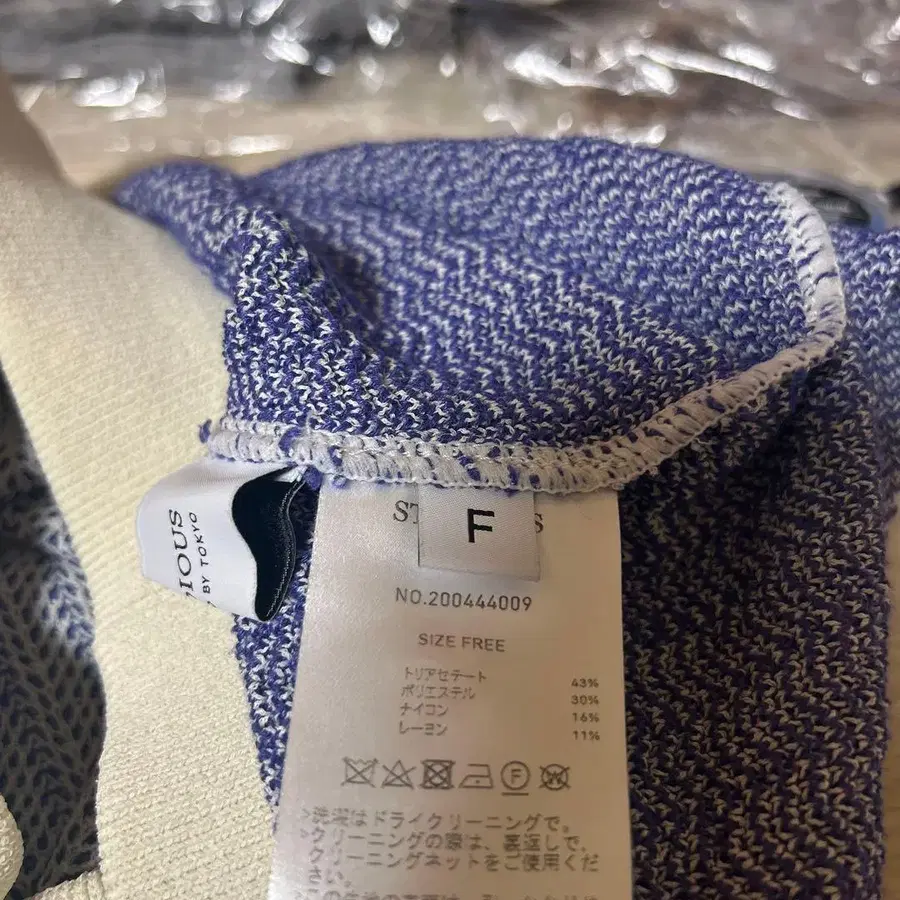 F
NO.200444009
SIZE FREE
トリアセテート 43%
ポリエステル 30%
ナイロン 16%
レーヨン 11%
F W
>洗濯はドライクリーニングで。
>クリーニングの際は、裏返しで、
クリーニングネットをご使用くだ
さい。
BY TOKYO